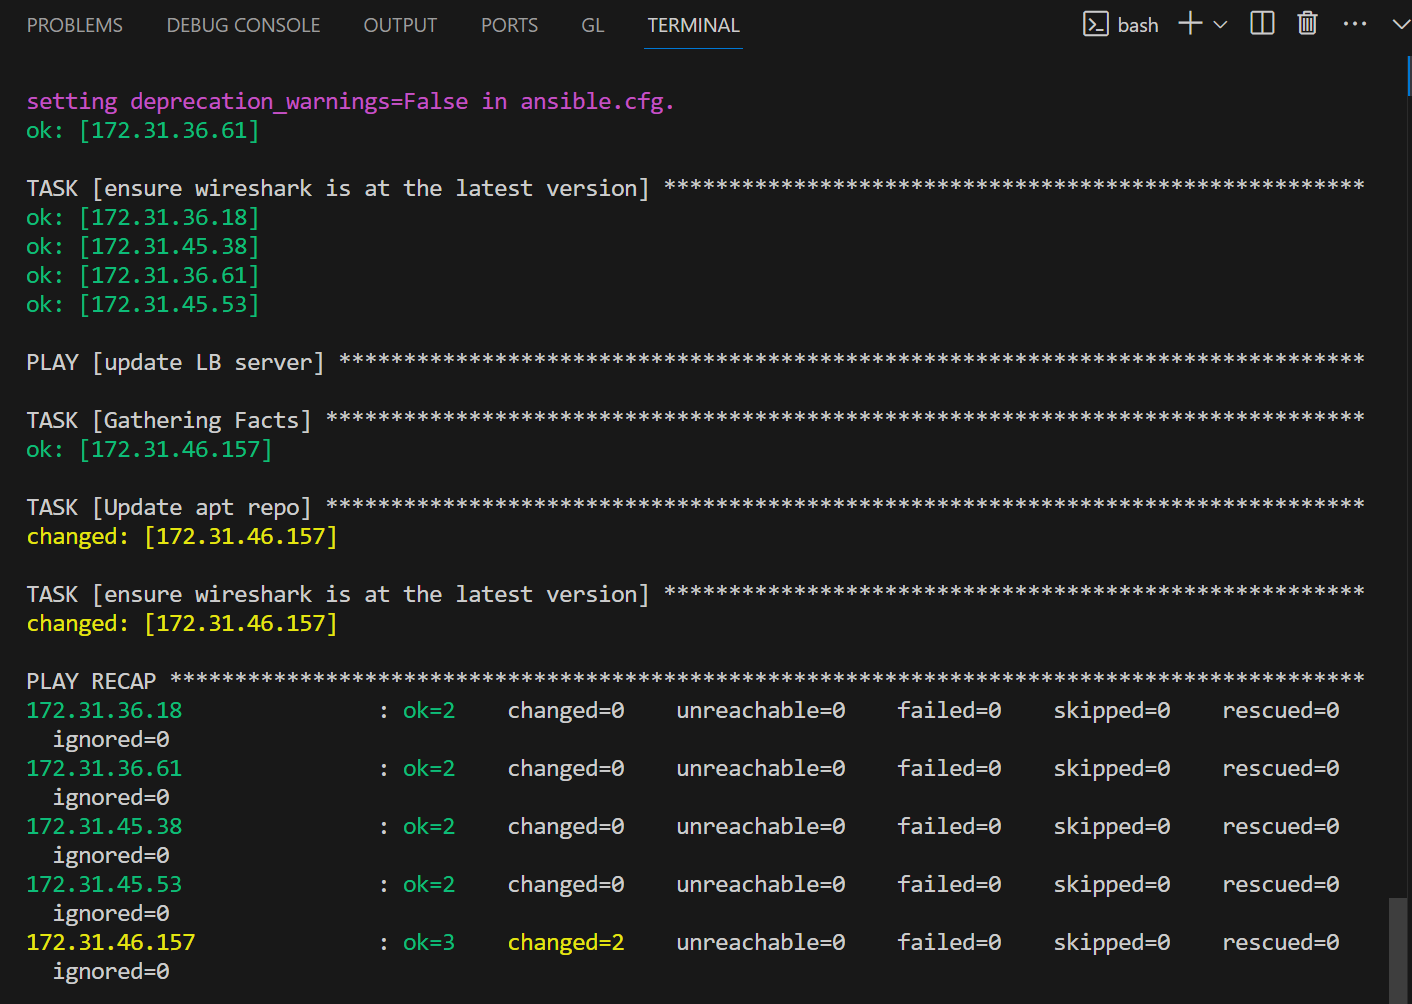 PROBLEMS DEBUG CONSOLE OUTPUT PORTS GL TERMINAL bash
setting deprecation_warnings=False in ansible.cfg.
ok: [172.31.36.61]
TASK [ensure wireshark is at the latest version] ******************************************************
ok: [172.31.36.18]
ok: [172.31.45.38]
ok: [172.31.36.61]
ok: [172.31.45.53]
PLAY [update LB server] *******************************************************************************
TASK [Gathering Facts] ********************************************************************************
ok: [172.31.46.157]
TASK [Update apt repo] ********************************************************************************
changed: [172.31.46.157]
TASK [ensure wireshark is at the latest version] ******************************************************
changed: [172.31.46.157]
PLAY RECAP ********************************************************************************************
172.31.36.18               : ok=2    changed=0    unreachable=0    failed=0    skipped=0    rescued=0
  ignored=0
172.31.36.61               : ok=2    changed=0    unreachable=0    failed=0    skipped=0    rescued=0
  ignored=0
172.31.45.38               : ok=2    changed=0    unreachable=0    failed=0    skipped=0    rescued=0
  ignored=0
172.31.45.53               : ok=2    changed=0    unreachable=0    failed=0    skipped=0    rescued=0
  ignored=0
172.31.46.157              : ok=3    changed=2    unreachable=0    failed=0    skipped=0    rescued=0
  ignored=0